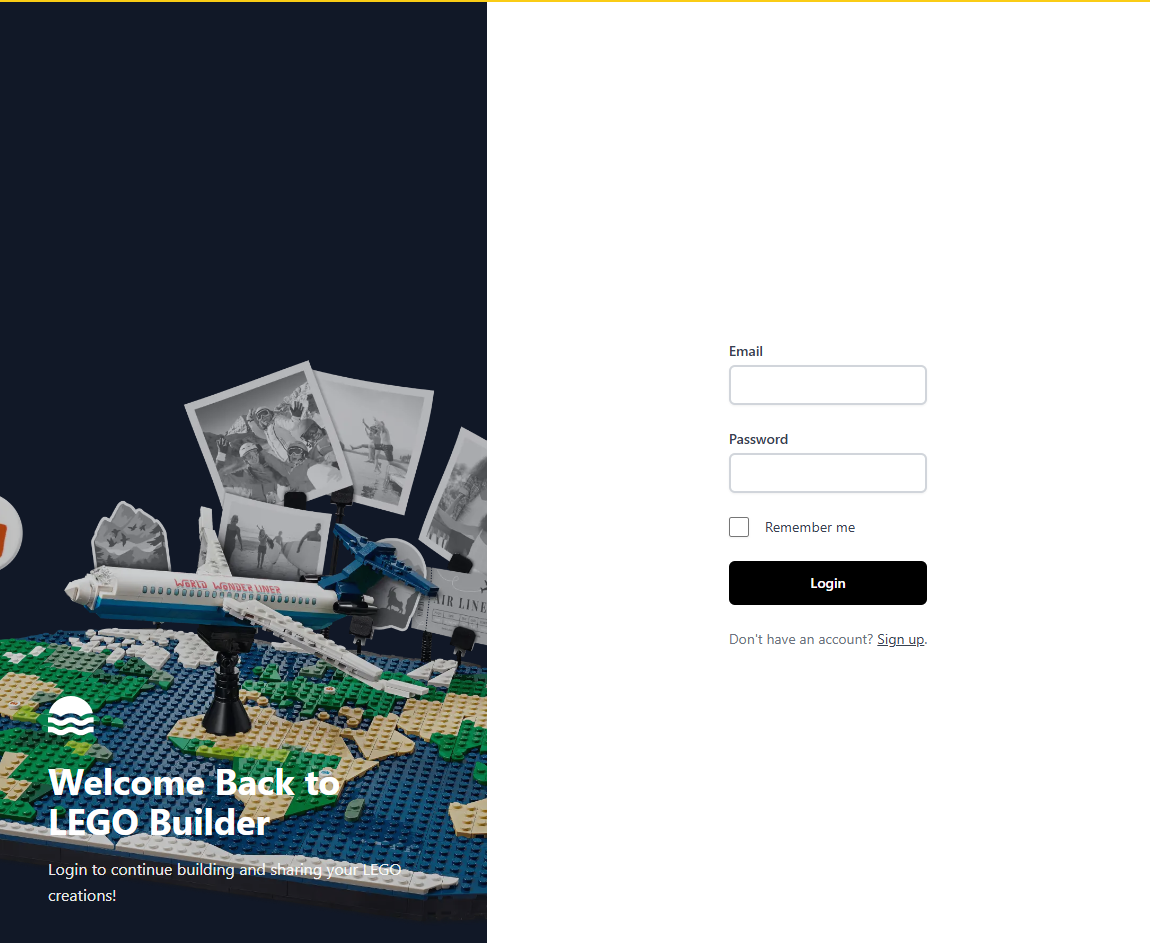 WORLD WONDER LINER
AIR LINE
Welcome Back to
LEGO Builder
Login to continue building and sharing your LEGO
creations!
Email
Password
Remember me
Login
Don't have an account? Sign up.